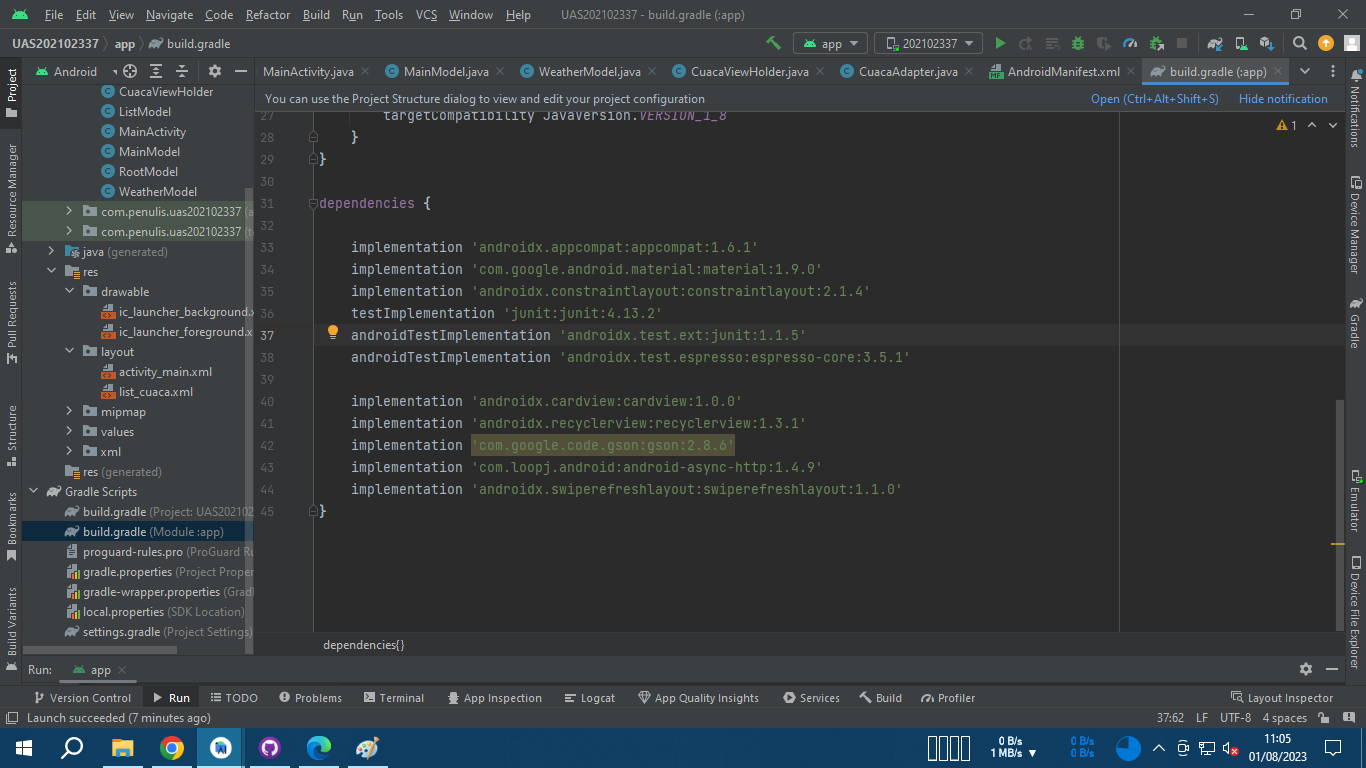 File Edit View Navigate Code Refactor Build Run Tools VCS Window Help UAS202102337 - build.gradle (:app)
UAS202102337 app build.gradle app 202102337
Project
Android
MainActivity.java MainModel.java WeatherModel.java CuacaViewHolder.java CuacaAdapter.java AndroidManifest.xml build.gradle (:app)
You can use the Project Structure dialog to view and edit your project configuration Open (Ctrl+Alt+Shift+S) Hide notification
CuacaViewHolder
ListModel
MainActivity
MainModel
RootModel
WeatherModel
com.penulis.uas202102337
com.penulis.uas202102337
java (generated)
res
drawable
ic_launcher_background.x
ic_launcher_foreground.x
layout
activity_main.xml
list_cuaca.xml
mipmap
values
xml
res (generated)
Gradle Scripts
build.gradle (Project: UAS202102
build.gradle (Module :app)
proguard-rules.pro (ProGuard Ru
gradle.properties (Project Proper
gradle-wrapper.properties (Grad
local.properties (SDK Location)
settings.gradle (Project Settings)
27 targetCompatibility JavaVersion.VERSION_1_8
28 }
29 }
30
31 dependencies {
32
33 implementation 'androidx.appcompat:appcompat:1.6.1'
34 implementation 'com.google.android.material:material:1.9.0'
35 implementation 'androidx.constraintlayout:constraintlayout:2.1.4'
36 testImplementation 'junit:junit:4.13.2'
37 androidTestImplementation 'androidx.test.ext:junit:1.1.5'
38 androidTestImplementation 'androidx.test.espresso:espresso-core:3.5.1'
39
40 implementation 'androidx.cardview:cardview:1.0.0'
41 implementation 'androidx.recyclerview:recyclerview:1.3.1'
42 implementation 'com.google.code.gson:gson:2.8.6'
43 implementation 'com.loopj.android:android-async-http:1.4.9'
44 implementation 'androidx.swiperefreshlayout:swiperefreshlayout:1.1.0'
45 }
1
dependencies{}
Resource Manager
Pull Requests
Structure
Bookmarks
Build Variants
Notifications
Device Manager
Gradle
Emulator
Device File Explorer
Run: app
Version Control Run TODO Problems Terminal App Inspection Logcat App Quality Insights Services Build Profiler Layout Inspector
Launch succeeded (7 minutes ago) 37:62 LF UTF-8 4 spaces
0 B/s 0 B/s 11:05
1 MB/s 0 B/s 01/08/2023